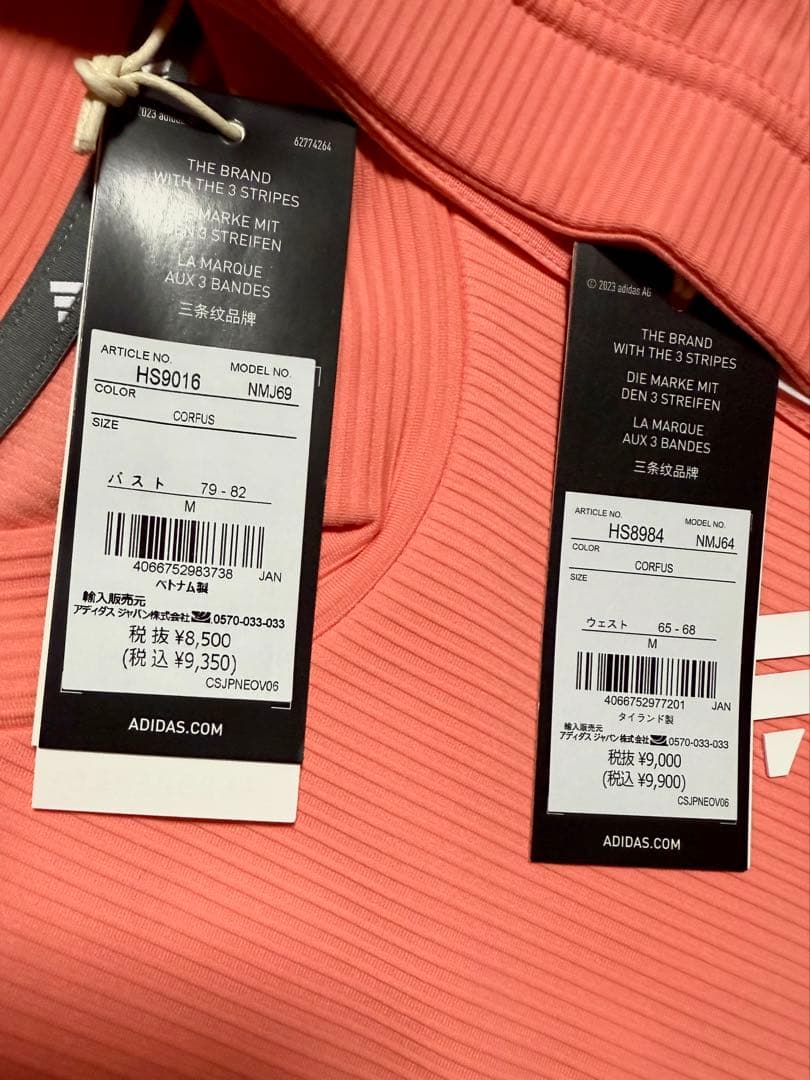 62774264
THE BRAND
WITH THE 3 STRIPES
MARKE MIT
3 STREIFEN
LA MARQUE
AUX 3 BANDES
三条纹品牌
ARTICLE NO.
MODEL NO.
HS9016
NMJ69
COLOR
CORFUS
SIZE
バスト 79 - 82
M
4066752983738 JAN
ベトナム製
輸入販売元
アディダス ジャパン株式会社 0570-033-033
税抜 ¥8,500
(税込 ¥9,350)
CSJPNEOV06
ADIDAS.COM
© 2023 adidas AG
THE BRAND
WITH THE 3 STRIPES
DIE MARKE MIT
DEN 3 STREIFEN
LA MARQUE
AUX 3 BANDES
三条纹品牌
ARTICLE NO.
MODEL NO.
HS8984
NMJ64
COLOR
CORFUS
SIZE
ウェスト 65 - 68
M
4066752977201 JAN
タイランド製
輸入販売元
アディダス ジャパン株式会社 0570-033-033
税抜 ¥9,000
(税込 ¥9,900)
CSJPNEOV06
ADIDAS.COM